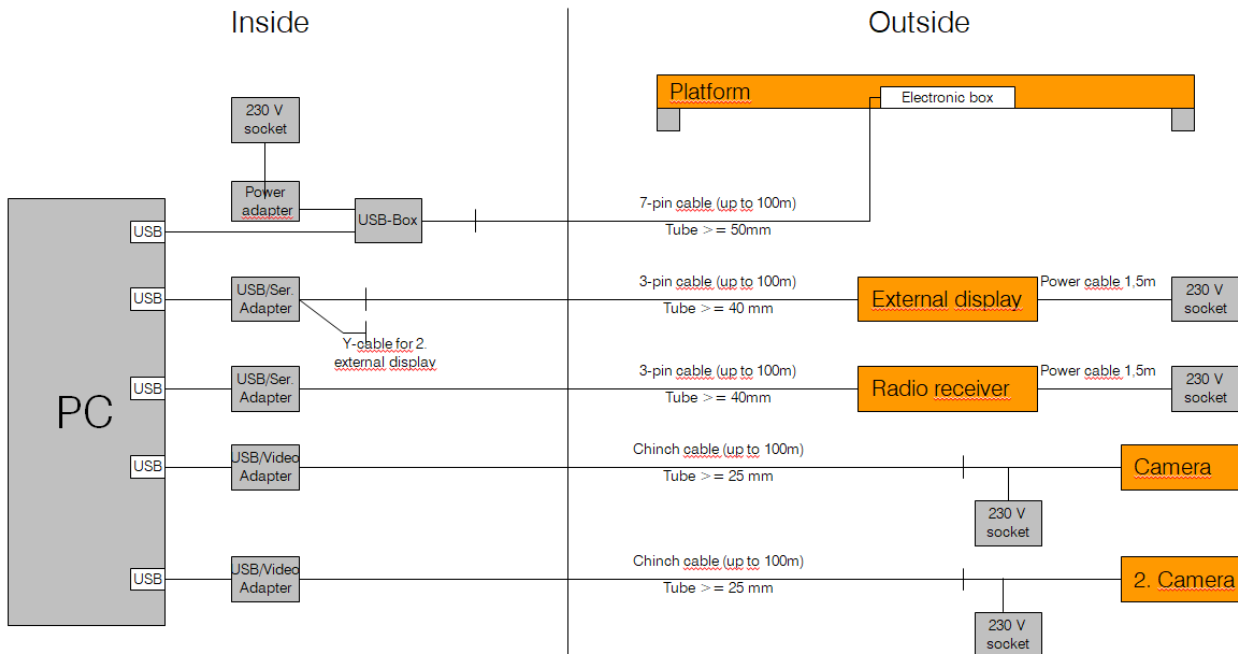 Inside
Outside
Platform
Electronic box
230 V
socket
Power
adapter
USB-Box
7-pin cable (up to 100m)
Tube >= 50mm
USB
USB
USB/Ser.
Adapter
3-pin cable (up to 100m)
Tube >= 40 mm
External display
Power cable 1,5m
230 V
socket
Y-cable for 2.
external display
USB
USB/Ser.
Adapter
3-pin cable (up to 100m)
Tube >= 40mm
Radio receiver
Power cable 1,5m
230 V
socket
PC
USB
USB/Video
Adapter
Chinch cable (up to 100m)
Tube >= 25 mm
Camera
230 V
socket
USB
USB/Video
Adapter
Chinch cable (up to 100m)
Tube >= 25 mm
2. Camera
230 V
socket